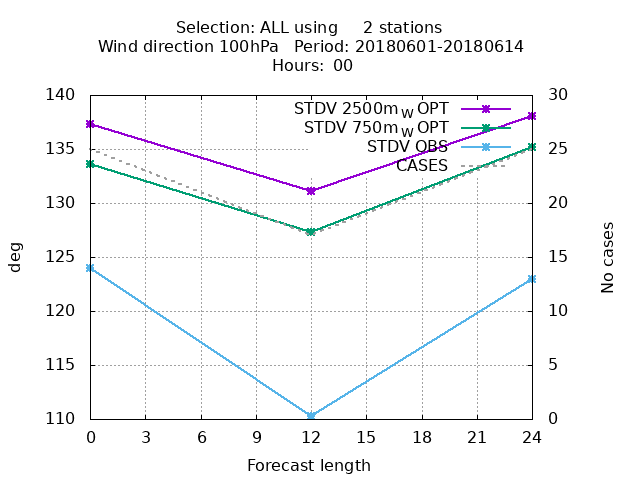 Selection: ALL using 2 stations
Wind direction 100hPa Period: 20180601-20180614
Hours: 00
140
135
130
125
120
115
110
deg
STDV 2500m W OPT
STDV 750m W OPT
STDV OBS
CASES
30
25
20
15
10
5
0
No cases
0 3 6 9 12 15 18 21 24
Forecast length